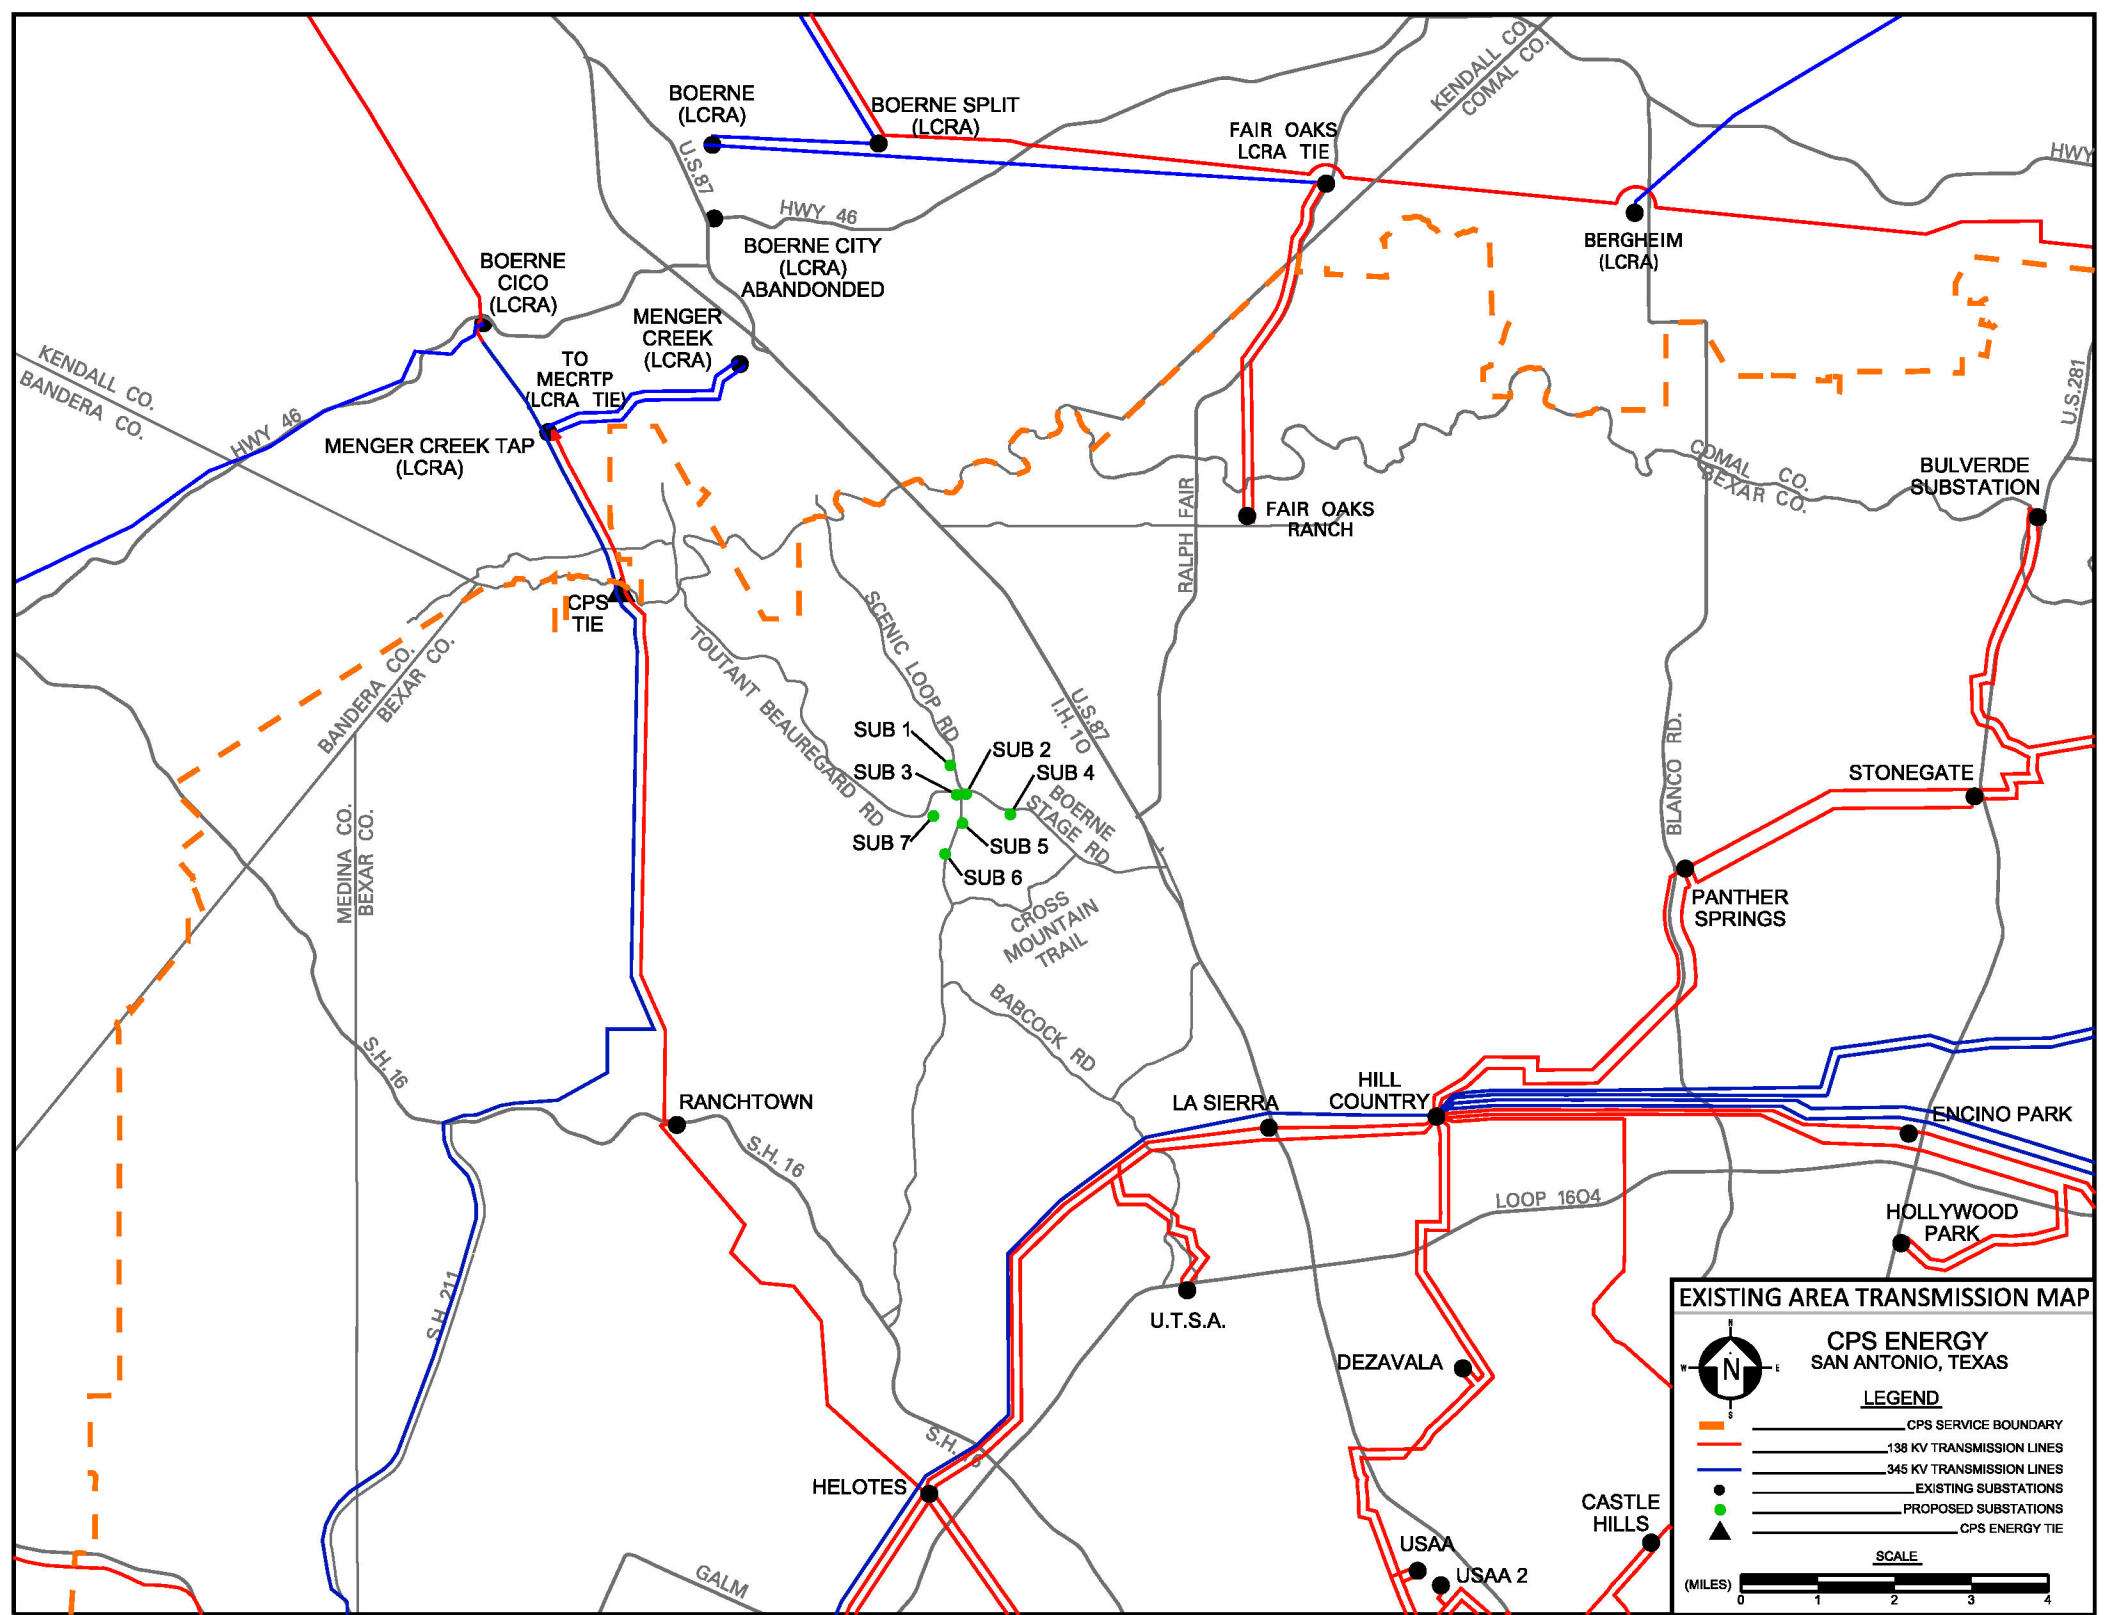 KENDALL CO.
COMAL CO.
BOERNE
(LCRA)
BOERNE SPLIT
(LCRA)
FAIR OAKS
LCRA TIE
HWY
U.S.87
HWY 46
BOERNE CITY
(LCRA)
ABANDONDED
BERGHEIM
(LCRA)
BOERNE
CICO
(LCRA)
MENGER
CREEK
(LCRA)
TO
MECRTP
(LCRA TIE)
KENDALL CO.
BANDERA CO.
HWY 46
MENGER CREEK TAP
(LCRA)
U.S.281
COMAL CO.
BEXAR CO.
BULVERDE
SUBSTATION
FAIR OAKS
RANCH
RALPH FAIR
CPS
TIE
SCENIC LOOP RD
TOUTANT BEAUREGARD RD
BANDERA CO.
BEXAR CO.
U.S.87
I.H. 10
SUB 1
SUB 2
SUB 3
SUB 4
BOERNE
STAGE RD
SUB 7
SUB 5
SUB 6
BLANCO RD.
STONEGATE
MEDINA CO.
BEXAR CO.
PANTHER
SPRINGS
CROSS
MOUNTAIN
TRAIL
BABCOCK RD
S.H. 16
RANCHTOWN
LA SIERRA
HILL
COUNTRY
ENCINO PARK
S.H. 16
LOOP 1604
HOLLYWOOD
PARK
S.H. 211
U.T.S.A.
DEZAVALA
S.H. 16
HELOTES
CASTLE
HILLS
USAA
USAA 2
GALM
EXISTING AREA TRANSMISSION MAP
N
W
N
E
S
CPS ENERGY
SAN ANTONIO, TEXAS
LEGEND
CPS SERVICE BOUNDARY
138 KV TRANSMISSION LINES
345 KV TRANSMISSION LINES
EXISTING SUBSTATIONS
PROPOSED SUBSTATIONS
CPS ENERGY TIE
SCALE
(MILES)
0 1 2 3 4